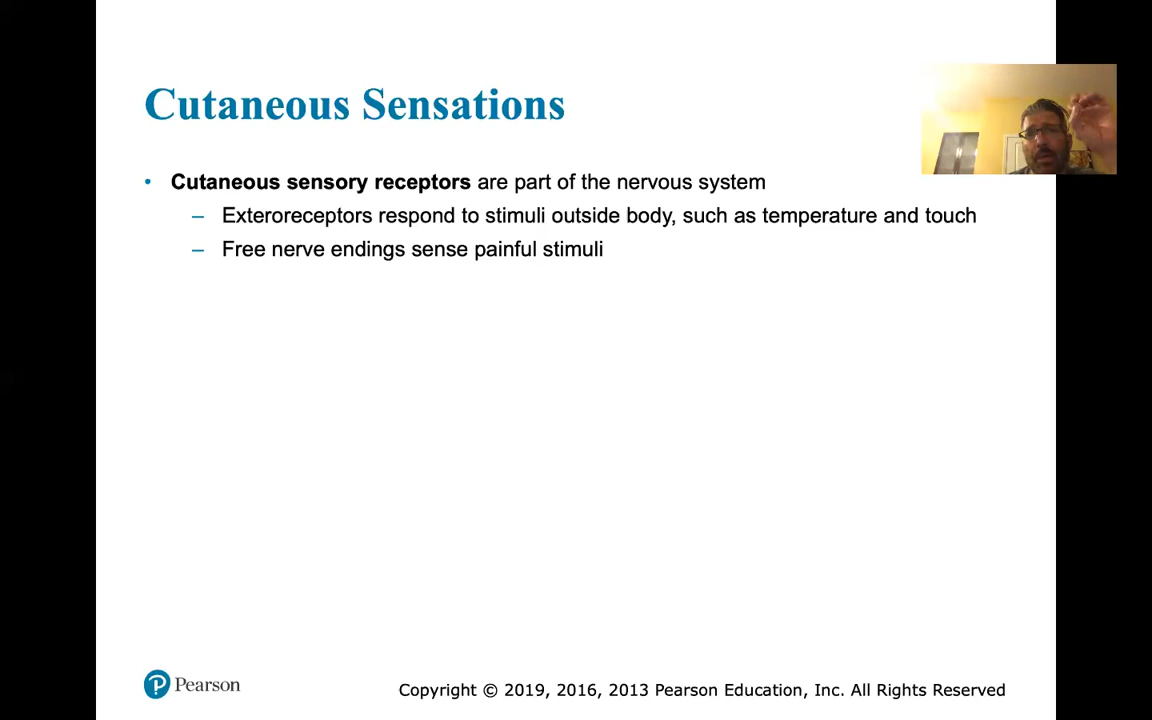 Cutaneous Sensations
• Cutaneous sensory receptors are part of the nervous system
– Exteroreceptors respond to stimuli outside body, such as temperature and touch
– Free nerve endings sense painful stimuli
Pearson
Copyright © 2019, 2016, 2013 Pearson Education, Inc. All Rights Reserved